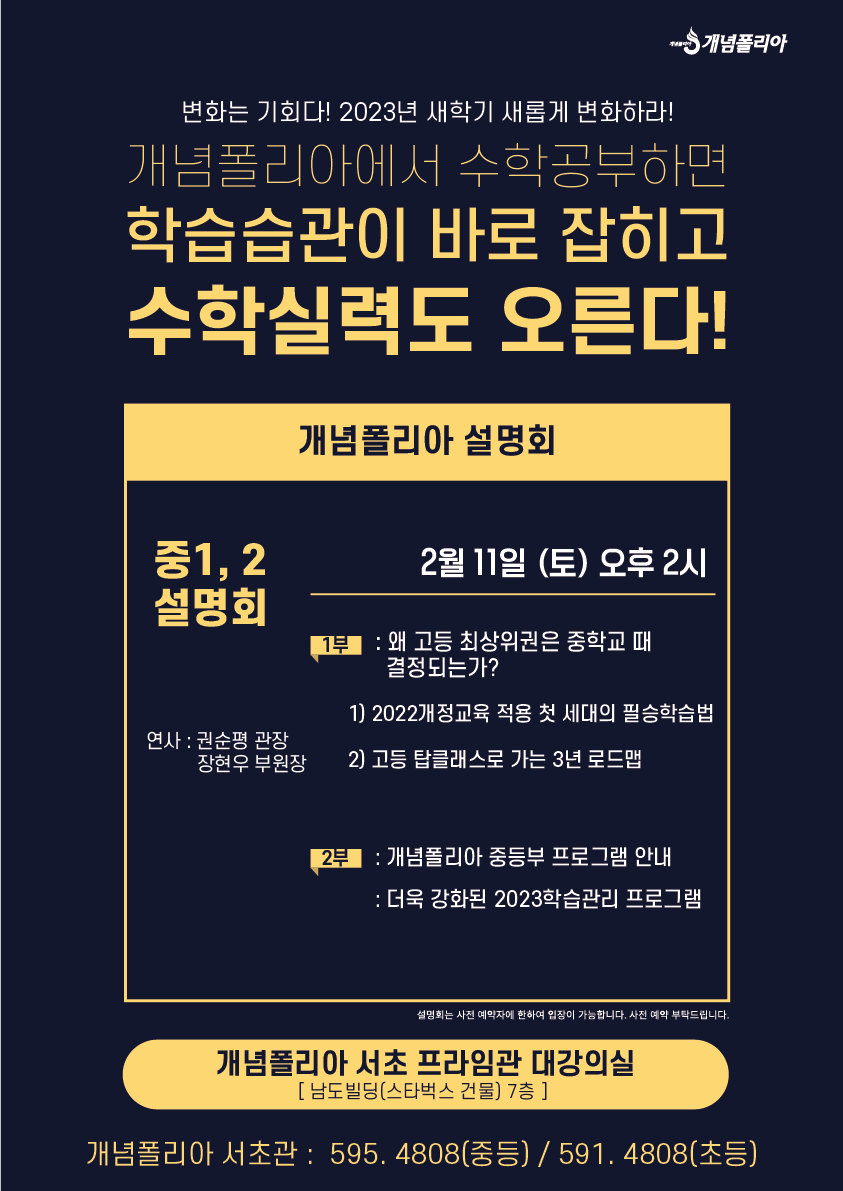 개념폴리아 개념폴리아
변화는 기회다! 2023년 새학기 새롭게 변화하라!
개념폴리아에서 수학공부하면
학습습관이 바로 잡히고
수학실력도 오른다!
개념폴리아 설명회
중1, 2
설명회
2월 11일 (토) 오후 2시
1부 : 왜 고등 최상위권은 중학교 때
결정되는가?
1) 2022개정교육 적용 첫 세대의 필승학습법
2) 고등 탑클래스로 가는 3년 로드맵
연사 : 권순평 관장
장현우 부원장
2부 : 개념폴리아 중등부 프로그램 안내
: 더욱 강화된 2023학습관리 프로그램
설명회는 사전 예약자에 한하여 입장이 가능합니다. 사전 예약 부탁드립니다.
개념폴리아 서초 프라임관 대강의실
[ 남도빌딩(스타벅스 건물) 7층 ]
개념폴리아 서초관 : 595. 4808(중등) / 591. 4808(초등)